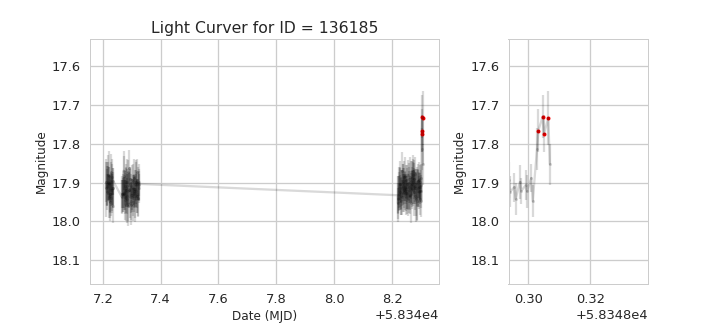 Light Curver for ID = 136185
17.6
17.7
17.8
17.9
18.0
18.1
Magnitude
7.2 7.4 7.6 7.8 8.0 8.2
Date (MJD)
+5.834e4
17.6
17.7
17.8
17.9
18.0
18.1
Magnitude
0.30 0.32
+5.8348e4